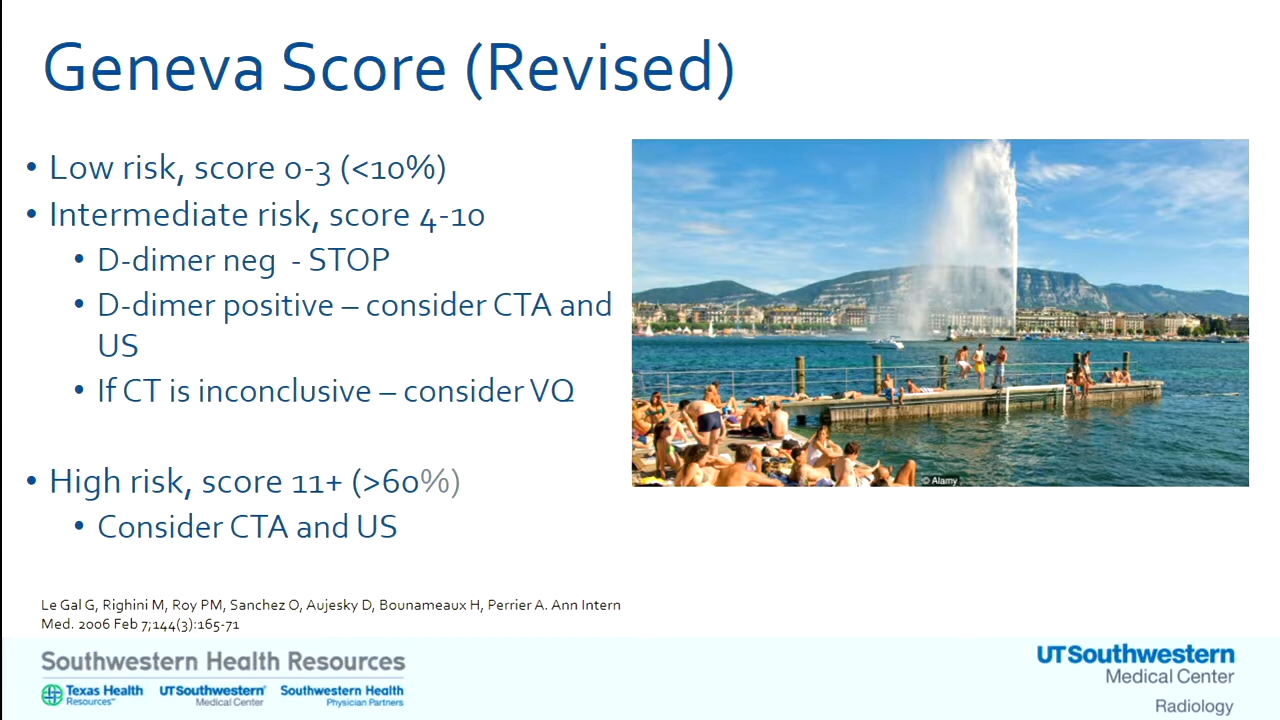 Geneva Score (Revised)
• Low risk, score 0-3 (<10%)
• Intermediate risk, score 4-10
• D-dimer neg - STOP
• D-dimer positive – consider CTA and
US
• If CT is inconclusive – consider VQ
• High risk, score 11+ (>60%)
• Consider CTA and US
© Alamy
Le Gal G, Righini M, Roy PM, Sanchez O, Aujesky D, Bounameaux H, Perrier A. Ann Intern
Med. 2006 Feb 7;144(3):165-71
Southwestern Health Resources
Texas Health
Resources℠
UTSouthwestern®
Medical Center
Southwestern Health
Physician Partners
UTSouthwestern
Medical Center
Radiology